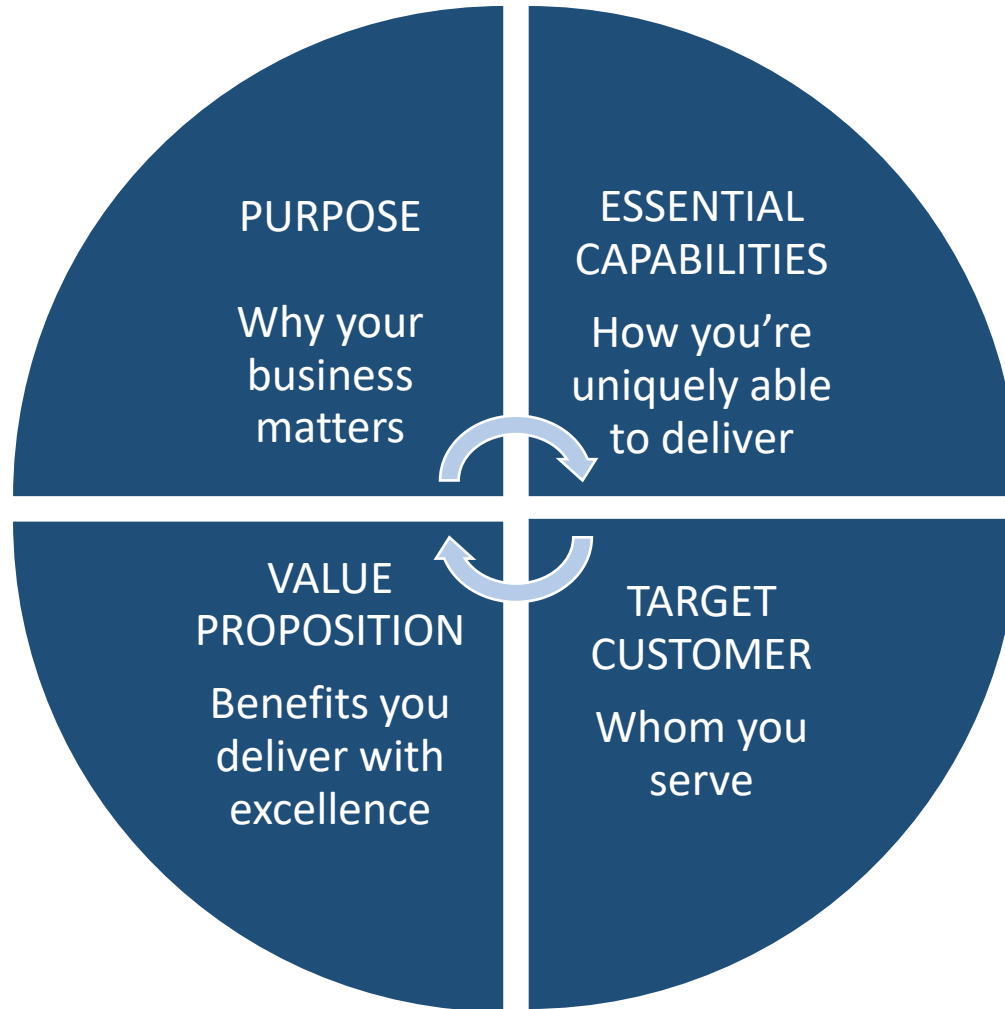 PURPOSE
Why your
business
matters
ESSENTIAL
CAPABILITIES
How you’re
uniquely able
to deliver
VALUE
PROPOSITION
Benefits you
deliver with
excellence
TARGET
CUSTOMER
Whom you
serve